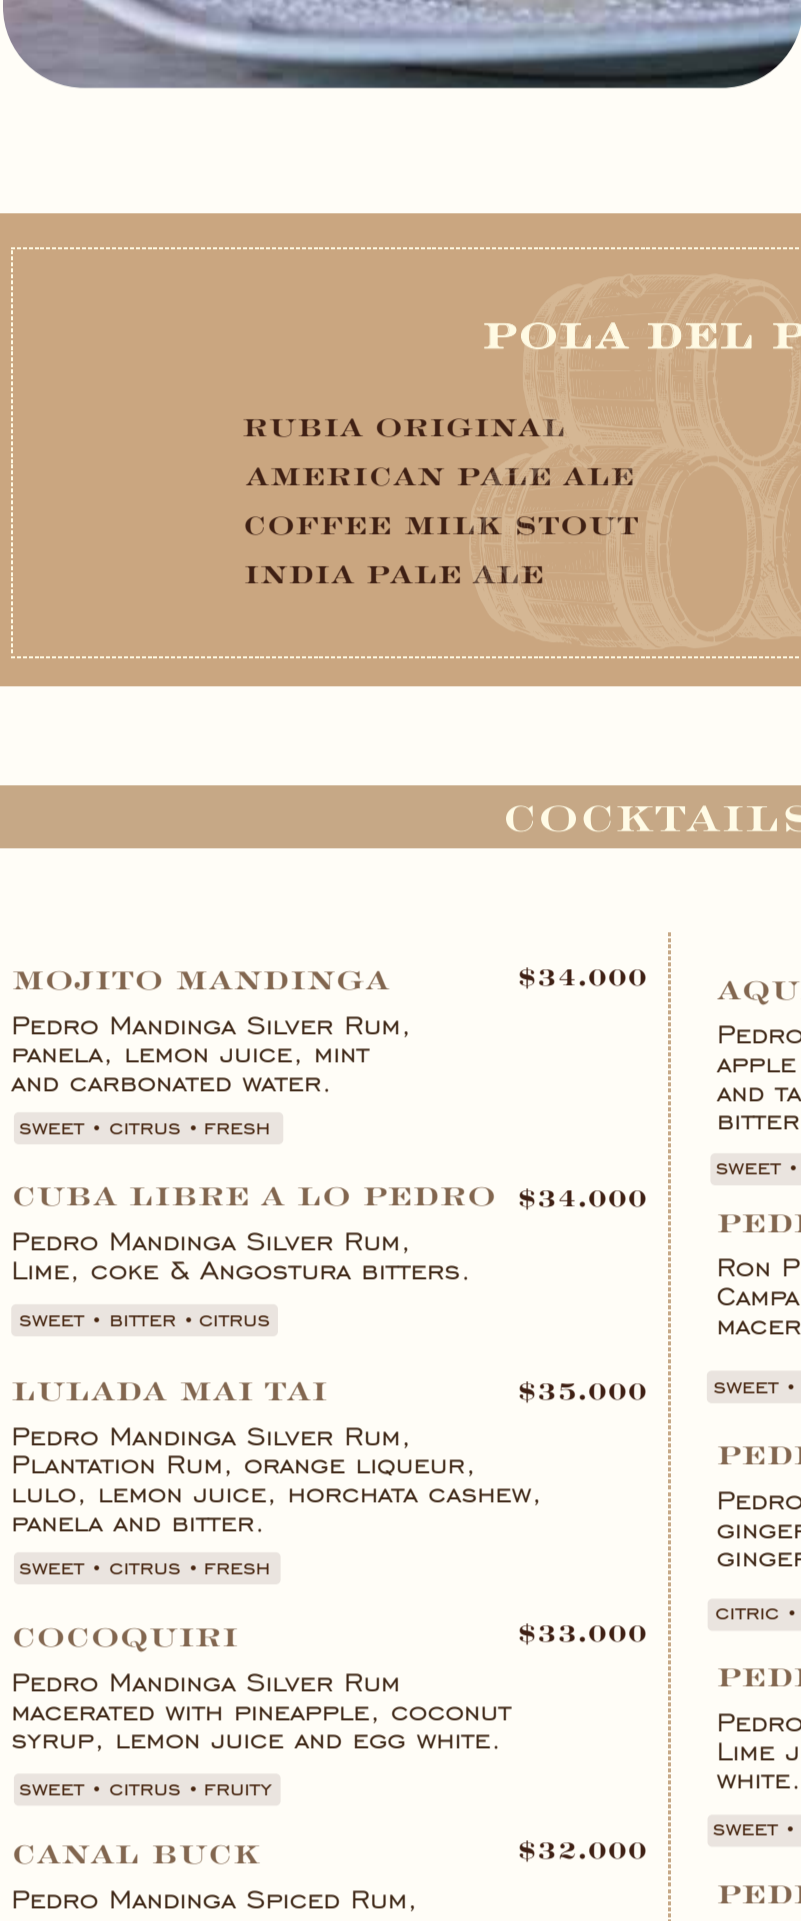 POLA DEL P
RUBIA ORIGINAL
AMERICAN PALE ALE
COFFEE MILK STOUT
INDIA PALE ALE
COCKTAILS
MOJITO MANDINGA $34.000
PEDRO MANDINGA SILVER RUM,
PANELA, LEMON JUICE, MINT
AND CARBONATED WATER.
SWEET • CITRUS • FRESH
CUBA LIBRE A LO PEDRO $34.000
PEDRO MANDINGA SILVER RUM,
LIME, COKE & ANGOSTURA BITTERS.
SWEET • BITTER • CITRUS
LULADA MAI TAI $35.000
PEDRO MANDINGA SILVER RUM,
PLANTATION RUM, ORANGE LIQUEUR,
LULO, LEMON JUICE, HORCHATA CASHEW,
PANELA AND BITTER.
SWEET • CITRUS • FRESH
COCOQUIRI $33.000
PEDRO MANDINGA SILVER RUM
MACERATED WITH PINEAPPLE, COCONUT
SYRUP, LEMON JUICE AND EGG WHITE.
SWEET • CITRUS • FRUITY
CANAL BUCK $32.000
PEDRO MANDINGA SPICED RUM,
AQU
PEDRO
APPLE
AND TA
BITTER
SWEET •
PEDI
RON P
CAMPA
MACER
SWEET •
PEDI
PEDRO
GINGER
GINGER
CITRIC •
PEDI
PEDRO
LIME J
WHITE.
SWEET •
PEDI